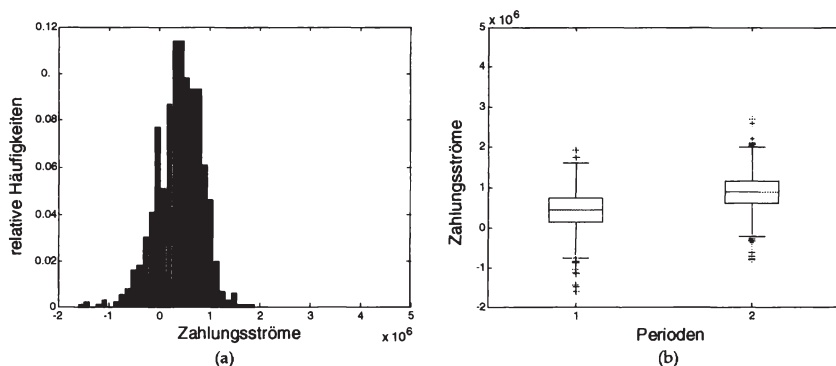 0.12
0.
0.08
0.06
0.04
0.02
0
relative Häufigkeiten
-2 -1 0 1 2 3 4 5
Zahlungsströme
x 10^6
(a)
x 10^6
5
4
3
2
1
0
-1
-2
Zahlungsströme
1 2
Perioden
(b)